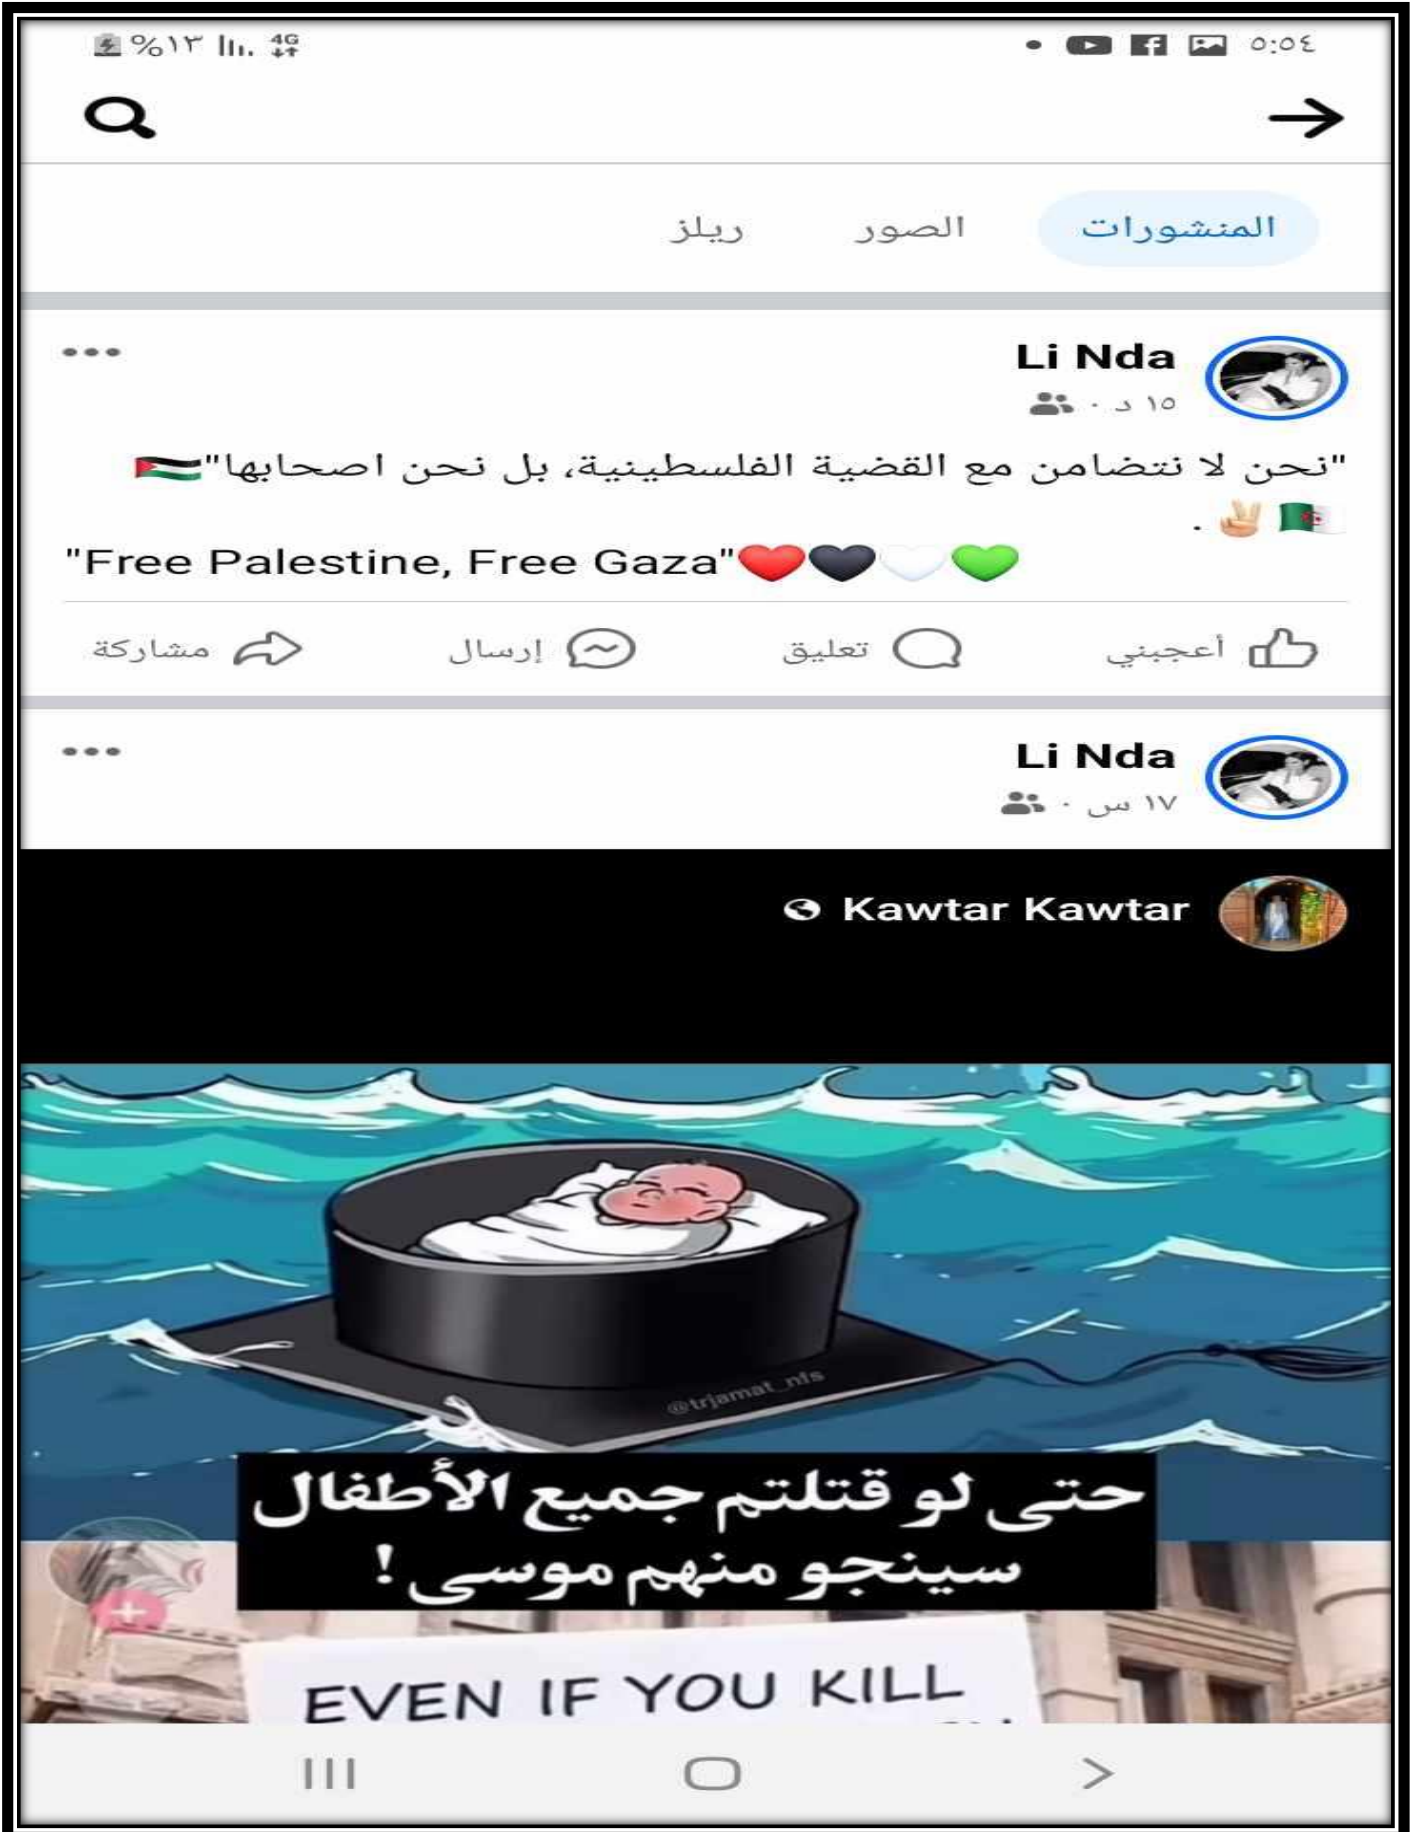 ٥:٥٤
%١٣
4G
المنشورات
الصور
ريلز
Li Nda
١٥ د ·
"نحن لا نتضامن مع القضية الفلسطينية، بل نحن اصحابها"🇵🇸
🇩🇿✌🏻 .
"Free Palestine, Free Gaza"❤️🖤🤍💚
أعجبني
تعليق
إرسال
مشاركة
Li Nda
١٧ س ·
Kawtar Kawtar
@trjamat_nfs
حتى لو قتلتم جميع الأطفال
سينجو منهم موسى !
EVEN IF YOU KILL